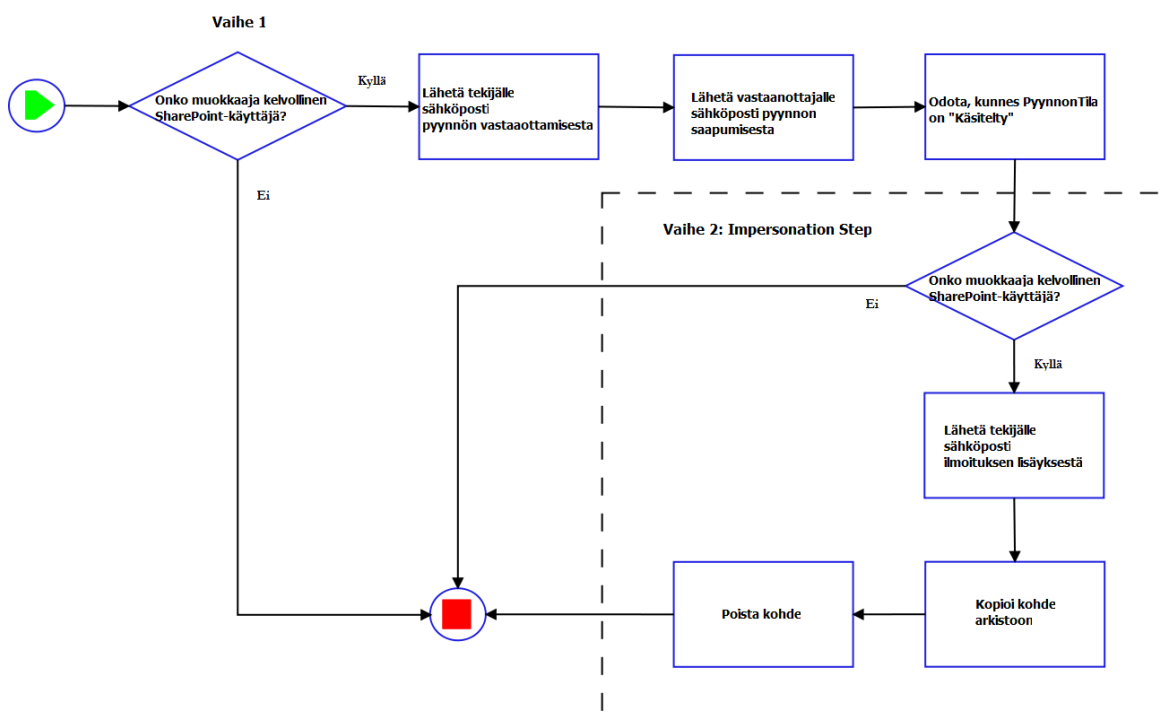 Vaihe 1
Onko muokkaaja kelvollinen
SharePoint-käyttäjä?
Kyllä
Lähetä tekijälle
sähköposti
pyynnön vastaaottamisesta
Lähetä vastaanottajalle
sähköposti pyynnon
saapumisesta
Odota, kunnes PyynnonTila
on "Käsitelty"
Ei
Vaihe 2: Impersonation Step
Onko muokkaaja kelvollinen
SharePoint-käyttäjä?
Ei
Kyllä
Lähetä tekijälle
sähköposti
ilmoituksen lisäyksestä
Poista kohde
Kopioi kohde
arkistoon